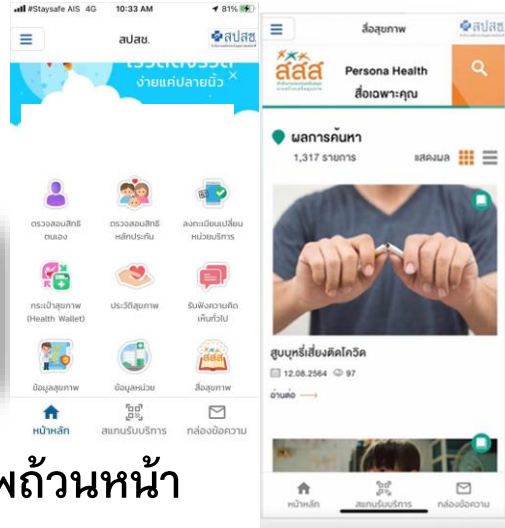 #Staysafe AIS 4G 10:33 AM 81%
สปสช.
สปสช
ง่ายแค่ปลายนิ้ว
ตรวจสอบสิทธิ ตรวจสอบสิทธิ ลงทะเบียนเปลี่ยน
ตนเอง หลักประกัน หน่วยบริการ
กระเป๋าสุขภาพ ประวัติสุขภาพ รับฟังความคิด
(Health Wallet) เห็นทั่วไป
สสส
ข้อมูลสุขภาพ ข้อมูลหน่วย สื่อสุขภาพ
หน้าหลัก สแกนรับบริการ กล่องข้อความ
ถ้วนหน้า
สื่อสุขภาพ
สปสช
สสส
Persona Health
สื่อเฉพาะคุณ
ผลการค้นหา
1,317 รายการ แสดงผล
สูบบุหรี่เสี่ยงติดโควิด
12.08.2564 97
อ่านต่อ
หน้าหลัก สแกนรับบริการ กล่องข้อความ